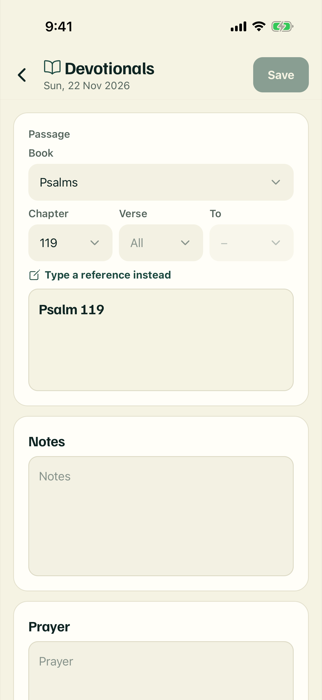 9:41
Devotionals
Sun, 22 Nov 2026
Save
Passage
Book
Psalms
Chapter Verse To
119 All –
Type a reference instead
Psalm 119
Notes
Notes
Prayer
Prayer